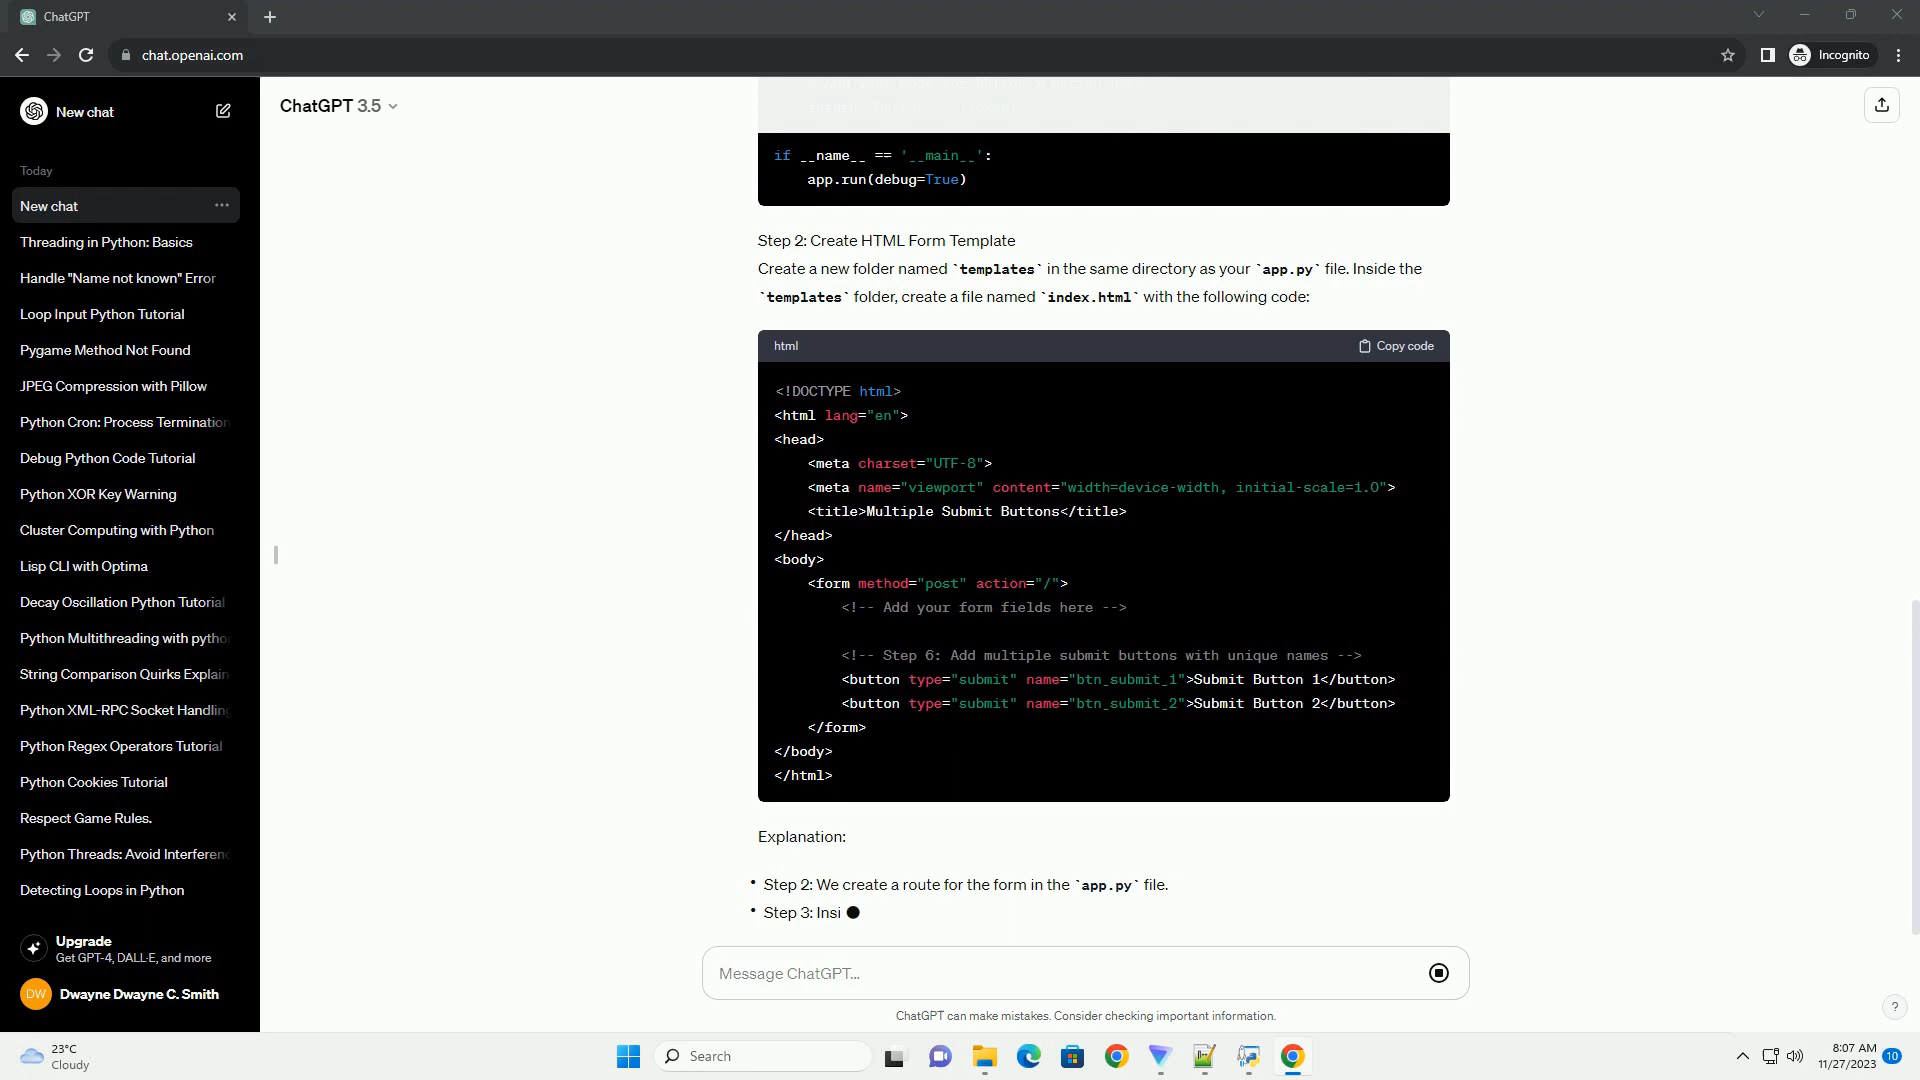 ChatGPT
chat.openai.com
Incognito
New chat
ChatGPT 3.5
Today
New chat
Threading in Python: Basics
Handle "Name not known" Error
Loop Input Python Tutorial
Pygame Method Not Found
JPEG Compression with Pillow
Python Cron: Process Termination
Debug Python Code Tutorial
Python XOR Key Warning
Cluster Computing with Python
Lisp CLI with Optima
Decay Oscillation Python Tutorial
Python Multithreading with pytho
String Comparison Quirks Explain
Python XML-RPC Socket Handling
Python Regex Operators Tutorial
Python Cookies Tutorial
Respect Game Rules.
Python Threads: Avoid Interferenc
Detecting Loops in Python
Upgrade
Get GPT-4, DALL·E, and more
DW
Dwayne Dwayne C. Smith
if __name__ == '__main__':
app.run(debug=True)
Step 2: Create HTML Form Template
Create a new folder named `templates` in the same directory as your `app.py` file. Inside the
`templates` folder, create a file named `index.html` with the following code:
html
Copy code
<!DOCTYPE html>
<html lang="en">
<head>
<meta charset="UTF-8">
<meta name="viewport" content="width=device-width, initial-scale=1.0">
<title>Multiple Submit Buttons</title>
</head>
<body>
<form method="post" action="/">
<!-- Add your form fields here -->
<!-- Step 6: Add multiple submit buttons with unique names -->
<button type="submit" name="btn_submit_1">Submit Button 1</button>
<button type="submit" name="btn_submit_2">Submit Button 2</button>
</form>
</body>
</html>
Explanation:
• Step 2: We create a route for the form in the `app.py` file.
• Step 3: Insi
Message ChatGPT...
ChatGPT can make mistakes. Consider checking important information.
?
23°C
Cloudy
Search
8:07 AM
11/27/2023
10